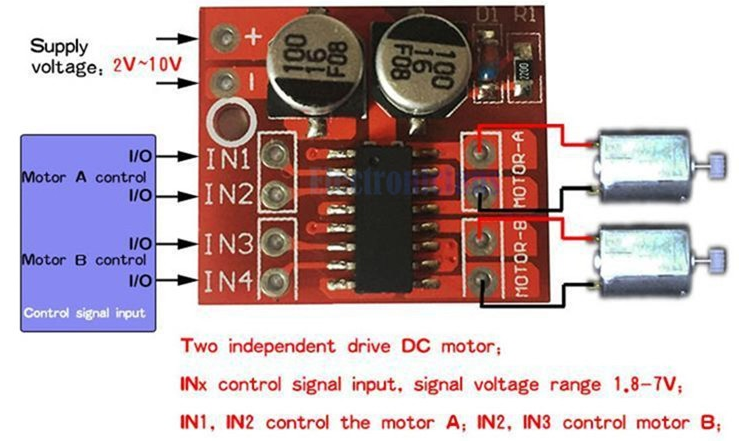 Supply
voltage: 2V~10V
+
-
100
16
F08
100
16
F08
D1
R1
2200
I/O
Motor A control
I/O
I/O
Motor B control
I/O
Control signal input
IN1
IN2
IN3
IN4
MOTOR-A
MOTOR-B
Two independent drive DC motor;
INx control signal input, signal voltage range 1.8-7V;
IN1, IN2 control the motor A; IN2, IN3 control motor B;